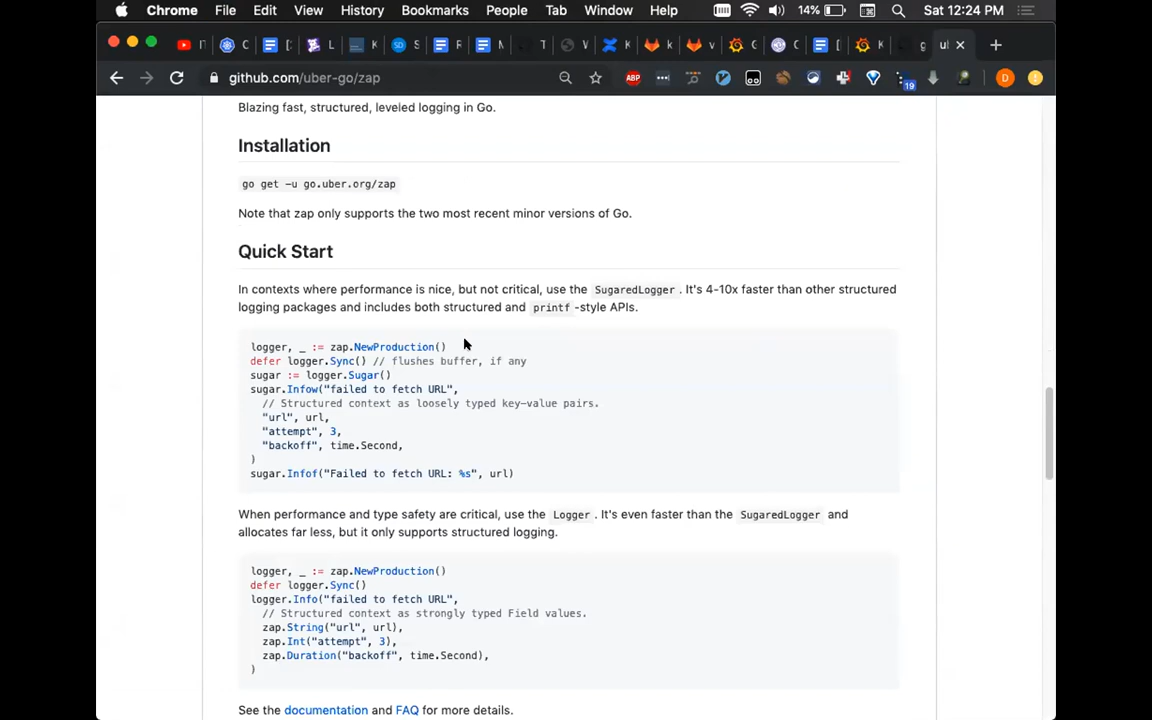 Chrome File Edit View History Bookmarks People Tab Window Help 14% Sat 12:24 PM
github.com/uber-go/zap ABP 19 D
Blazing fast, structured, leveled logging in Go.
Installation
go get -u go.uber.org/zap
Note that zap only supports the two most recent minor versions of Go.
Quick Start
In contexts where performance is nice, but not critical, use the SugaredLogger . It's 4-10x faster than other structured
logging packages and includes both structured and printf -style APIs.
logger, _ := zap.NewProduction()
defer logger.Sync() // flushes buffer, if any
sugar := logger.Sugar()
sugar.Infow("failed to fetch URL",
// Structured context as loosely typed key-value pairs.
"url", url,
"attempt", 3,
"backoff", time.Second,
)
sugar.Infof("Failed to fetch URL: %s", url)
When performance and type safety are critical, use the Logger . It's even faster than the SugaredLogger and
allocates far less, but it only supports structured logging.
logger, _ := zap.NewProduction()
defer logger.Sync()
logger.Info("failed to fetch URL",
// Structured context as strongly typed Field values.
zap.String("url", url),
zap.Int("attempt", 3),
zap.Duration("backoff", time.Second),
)
See the documentation and FAQ for more details.